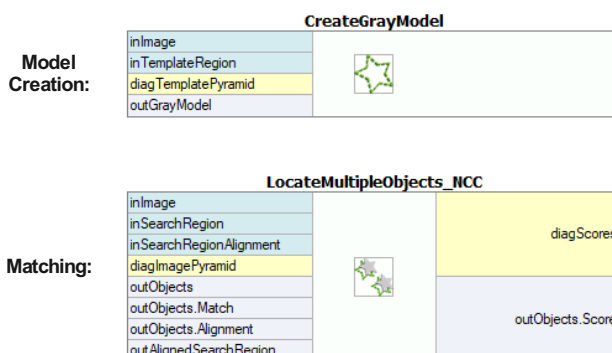 CreateGrayModel
Model
Creation:
inImage
inTemplateRegion
diagTemplatePyramid
outGrayModel
LocateMultipleObjects_NCC
Matching:
inImage
inSearchRegion
inSearchRegionAlignment
diagImagePyramid
outObjects
outObjects.Match
outObjects.Alignment
outAlignedSearchRegion
diagScores
outObjects.Score